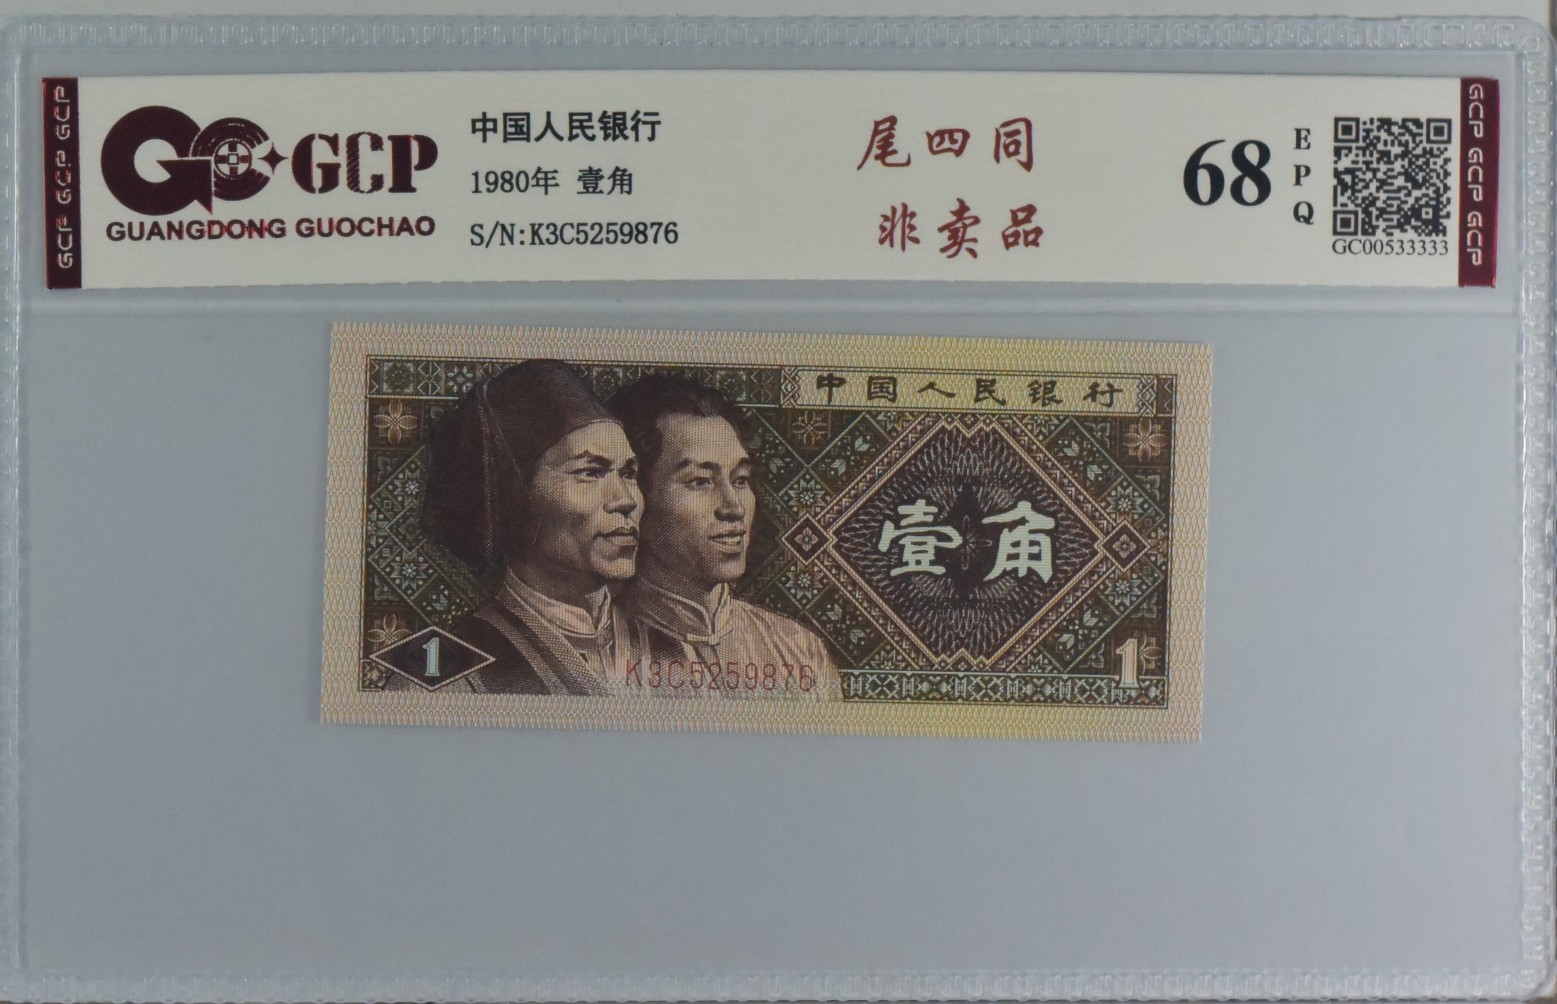 GCP GCP GCP
GCP
GUANGDONG GUOCHAO
中国人民银行
1980年 壹角
S/N:K3C5259876
尾四同
非卖品
68
EPQ
GC00533333
GCP GCP GCP
中国人民银行
壹角
1
1
K3C5259876